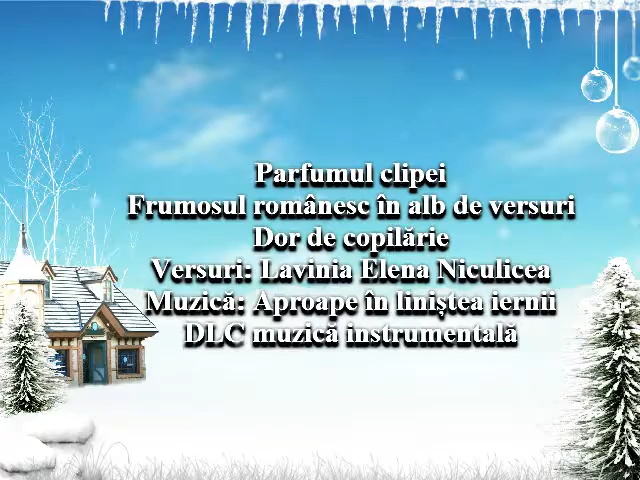 Parfumul clipei
Frumosul românesc în alb de versuri
Dor de copilărie
Versuri: Lavinia Elena Niculicea
Muzică: Aproape în liniștea iernii
DLC muzică instrumentală